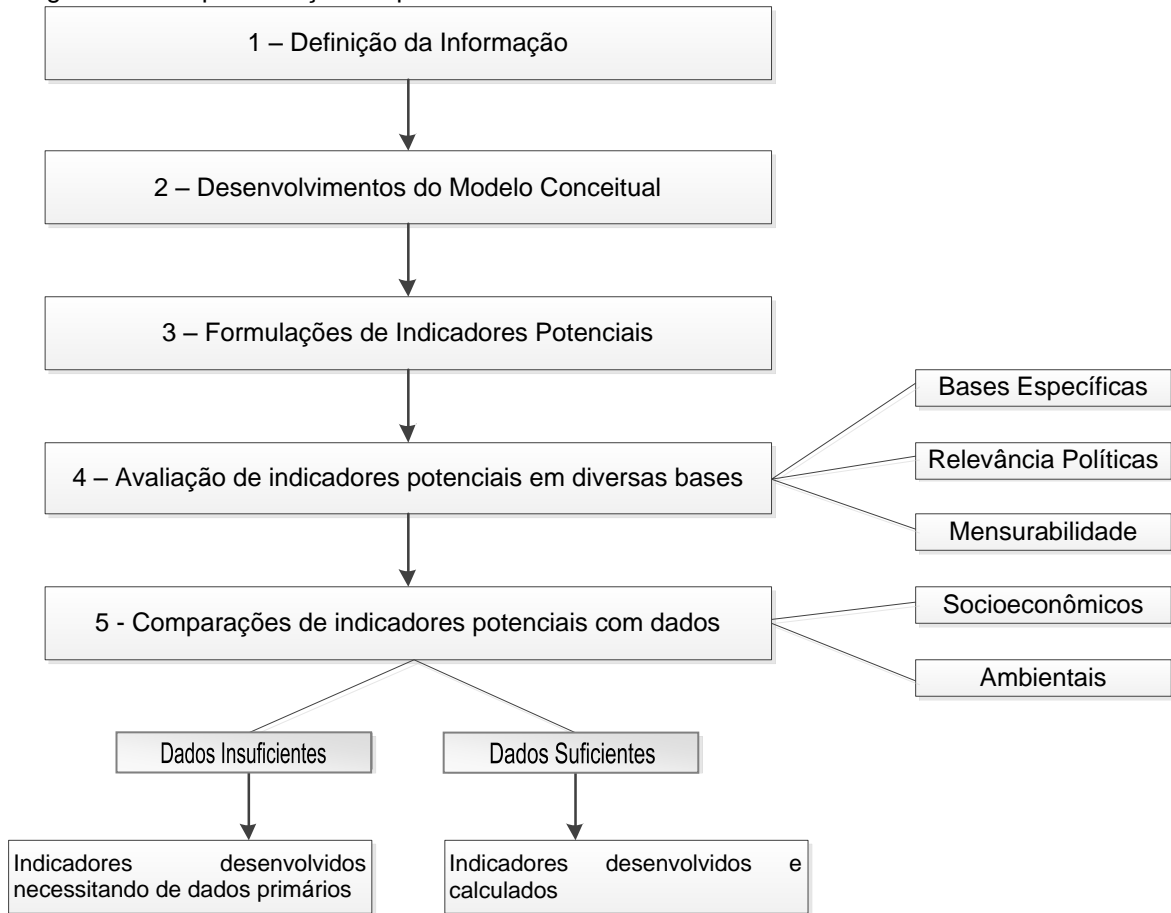 1 – Definição da Informação
2 – Desenvolvimentos do Modelo Conceitual
3 – Formulações de Indicadores Potenciais
Bases Específicas
4 – Avaliação de indicadores potenciais em diversas bases
Relevância Políticas
Mensurabilidade
5 - Comparações de indicadores potenciais com dados
Socioeconômicos
Ambientais
Dados Insuficientes
Dados Suficientes
Indicadores desenvolvidos
necessitando de dados primários
Indicadores desenvolvidos e
calculados